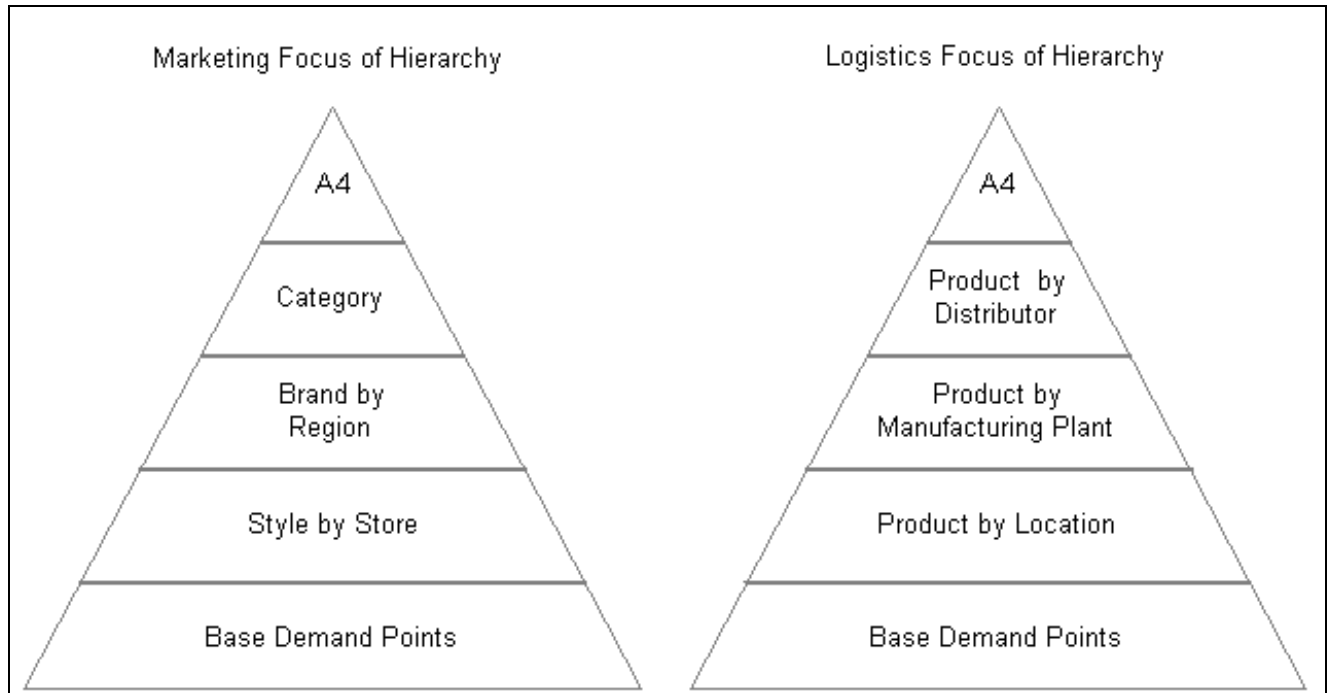 Marketing Focus of Hierarchy
A4
Category
Brand by
Region
Style by Store
Base Demand Points
Logistics Focus of Hierarchy
A4
Product by
Distributor
Product by
Manufacturing Plant
Product by Location
Base Demand Points